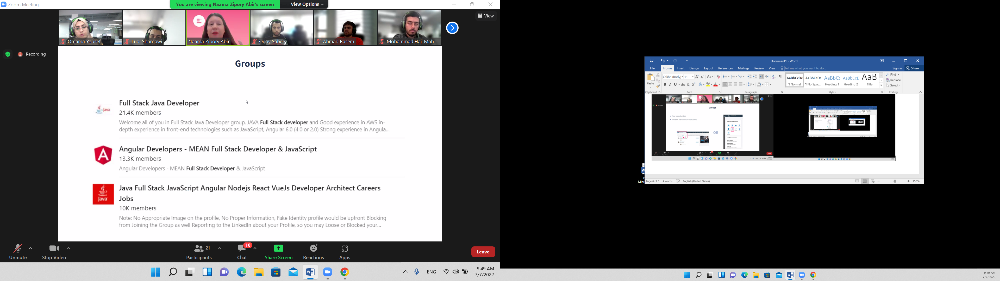 Zoom Meeting
You are viewing Naama Zipory Abir's screen
View Options
View
Omama Yousef
Luai Sharqawi
Naama Zipory Abir
Oday Sabe
Ahmad Basem
Mohammad Haj-Mah...
Recording
Groups
Java
Full Stack Java Developer
21.4K members
Welcome all of you in Full Stack Java Developer group. JAVA Full Stack developer and Good experience in AWS in-
depth experience in front-end technologies such as JavaScript, Angular 6.0 (4.0 or 2.0) Strong experience in Angula...
A
Angular Developers - MEAN Full Stack Developer & JavaScript
13.3K members
Angular Developers - MEAN Full Stack Developer & JavaScript
Java
Java Full Stack JavaScript Angular Nodejs React VueJs Developer Architect Careers
Jobs
10K members
Note: No Appropriate Image on the profile, No Proper Information, Fake Identity profile would be upfront Blocking
from Joining the Group as well Reporting to the LinkedIn about your Profile, so you may Loose or Blocked your...
Unmute
Stop Video
21
Participants
10
Chat
Share Screen
Reactions
Apps
Leave
ENG
9:49 AM
7/7/2022
Document1 - Word
File Home Insert Design Layout References Mailings Review View Tell me what you want to do... Sign in Share
Paste
Calibri (Body) 11
AaBbCcDc AaBbCcDc AaBbCc AaBbCcC AaB
¶ Normal ¶ No Spac... Heading 1 Heading 2 Title
Find
Replace
Select
Clipboard Font Paragraph Styles Editing
Groups
New opportunities
Increase the common with others
OR
Micr
Page 6 of 6 4 words English (United States) 150%
9:49 AM
7/7/2022